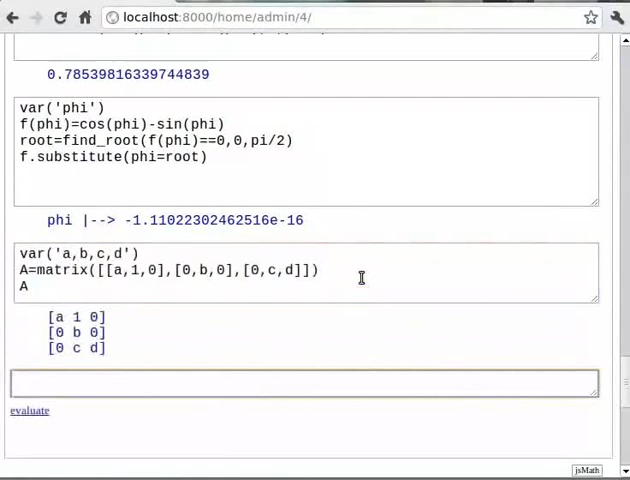 localhost:8000/home/admin/4/
0.78539816339744839
var('phi')
f(phi)=cos(phi)-sin(phi)
root=find_root(f(phi)==0,0,pi/2)
f.substitute(phi=root)
phi |--> -1.11022302462516e-16
var('a,b,c,d')
A=matrix([[a,1,0],[0,b,0],[0,c,d]])
A
[a 1 0]
[0 b 0]
[0 c d]
evaluate
jsMath